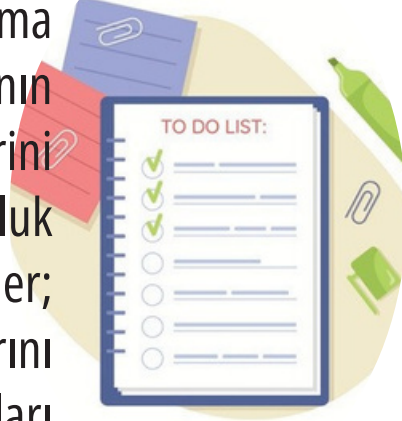 ma
nın
TO DO LIST:
rini
luk
er;
rını
ları